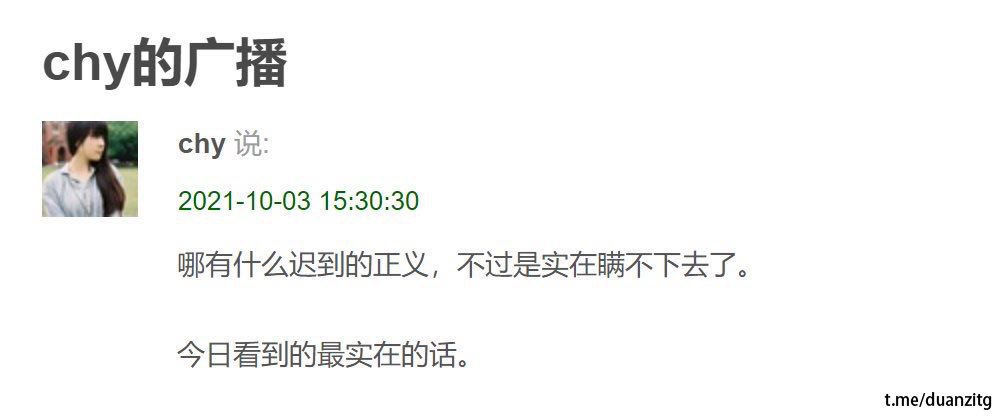 chy的广播
chy 说:
2021-10-03 15:30:30
哪有什么迟到的正义，不过是实在瞒不下去了。
今日看到的最实在的话。
t.me/duanzitg